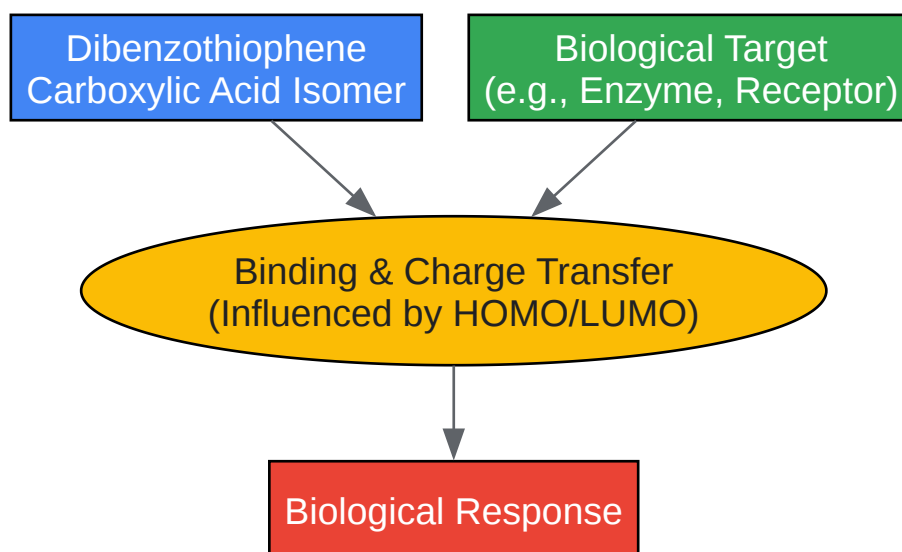 Dibenzothiophene
Carboxylic Acid Isomer
Biological Target
(e.g., Enzyme, Receptor)
Binding & Charge Transfer
(Influenced by HOMO/LUMO)
Biological Response